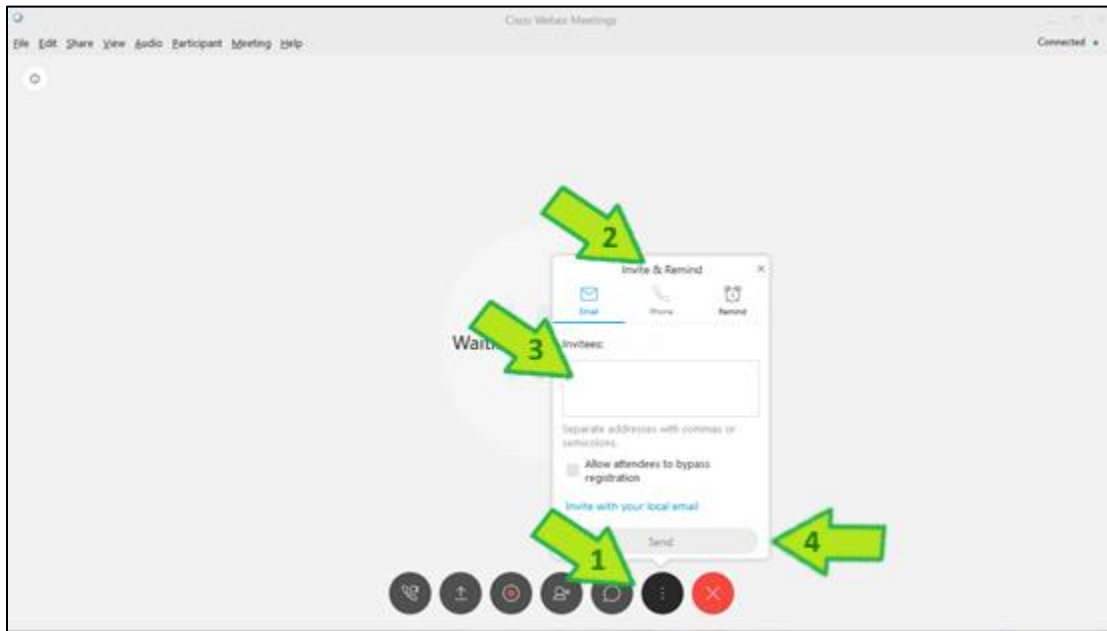 Cisco Webex Meetings
File Edit Share View Audio Participant Meeting Help
Connected
2
Invite & Remind
Email Phone Remind
3
Invitees:
Separate addresses with commas or
semicolons.
Allow attendees to bypass
registration
Invite with your local email
Send
4
1